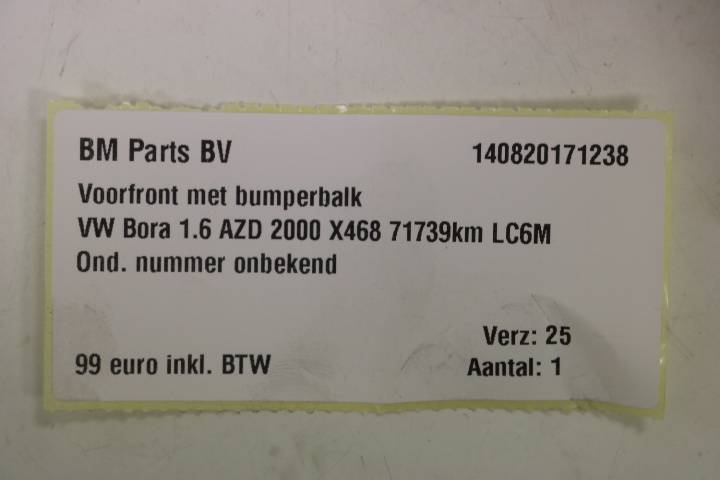 BM Parts BV 140820171238
Voorfront met bumperbalk
VW Bora 1.6 AZD 2000 X468 71739km LC6M
Ond. nummer onbekend
Verz: 25
99 euro inkl. BTW Aantal: 1